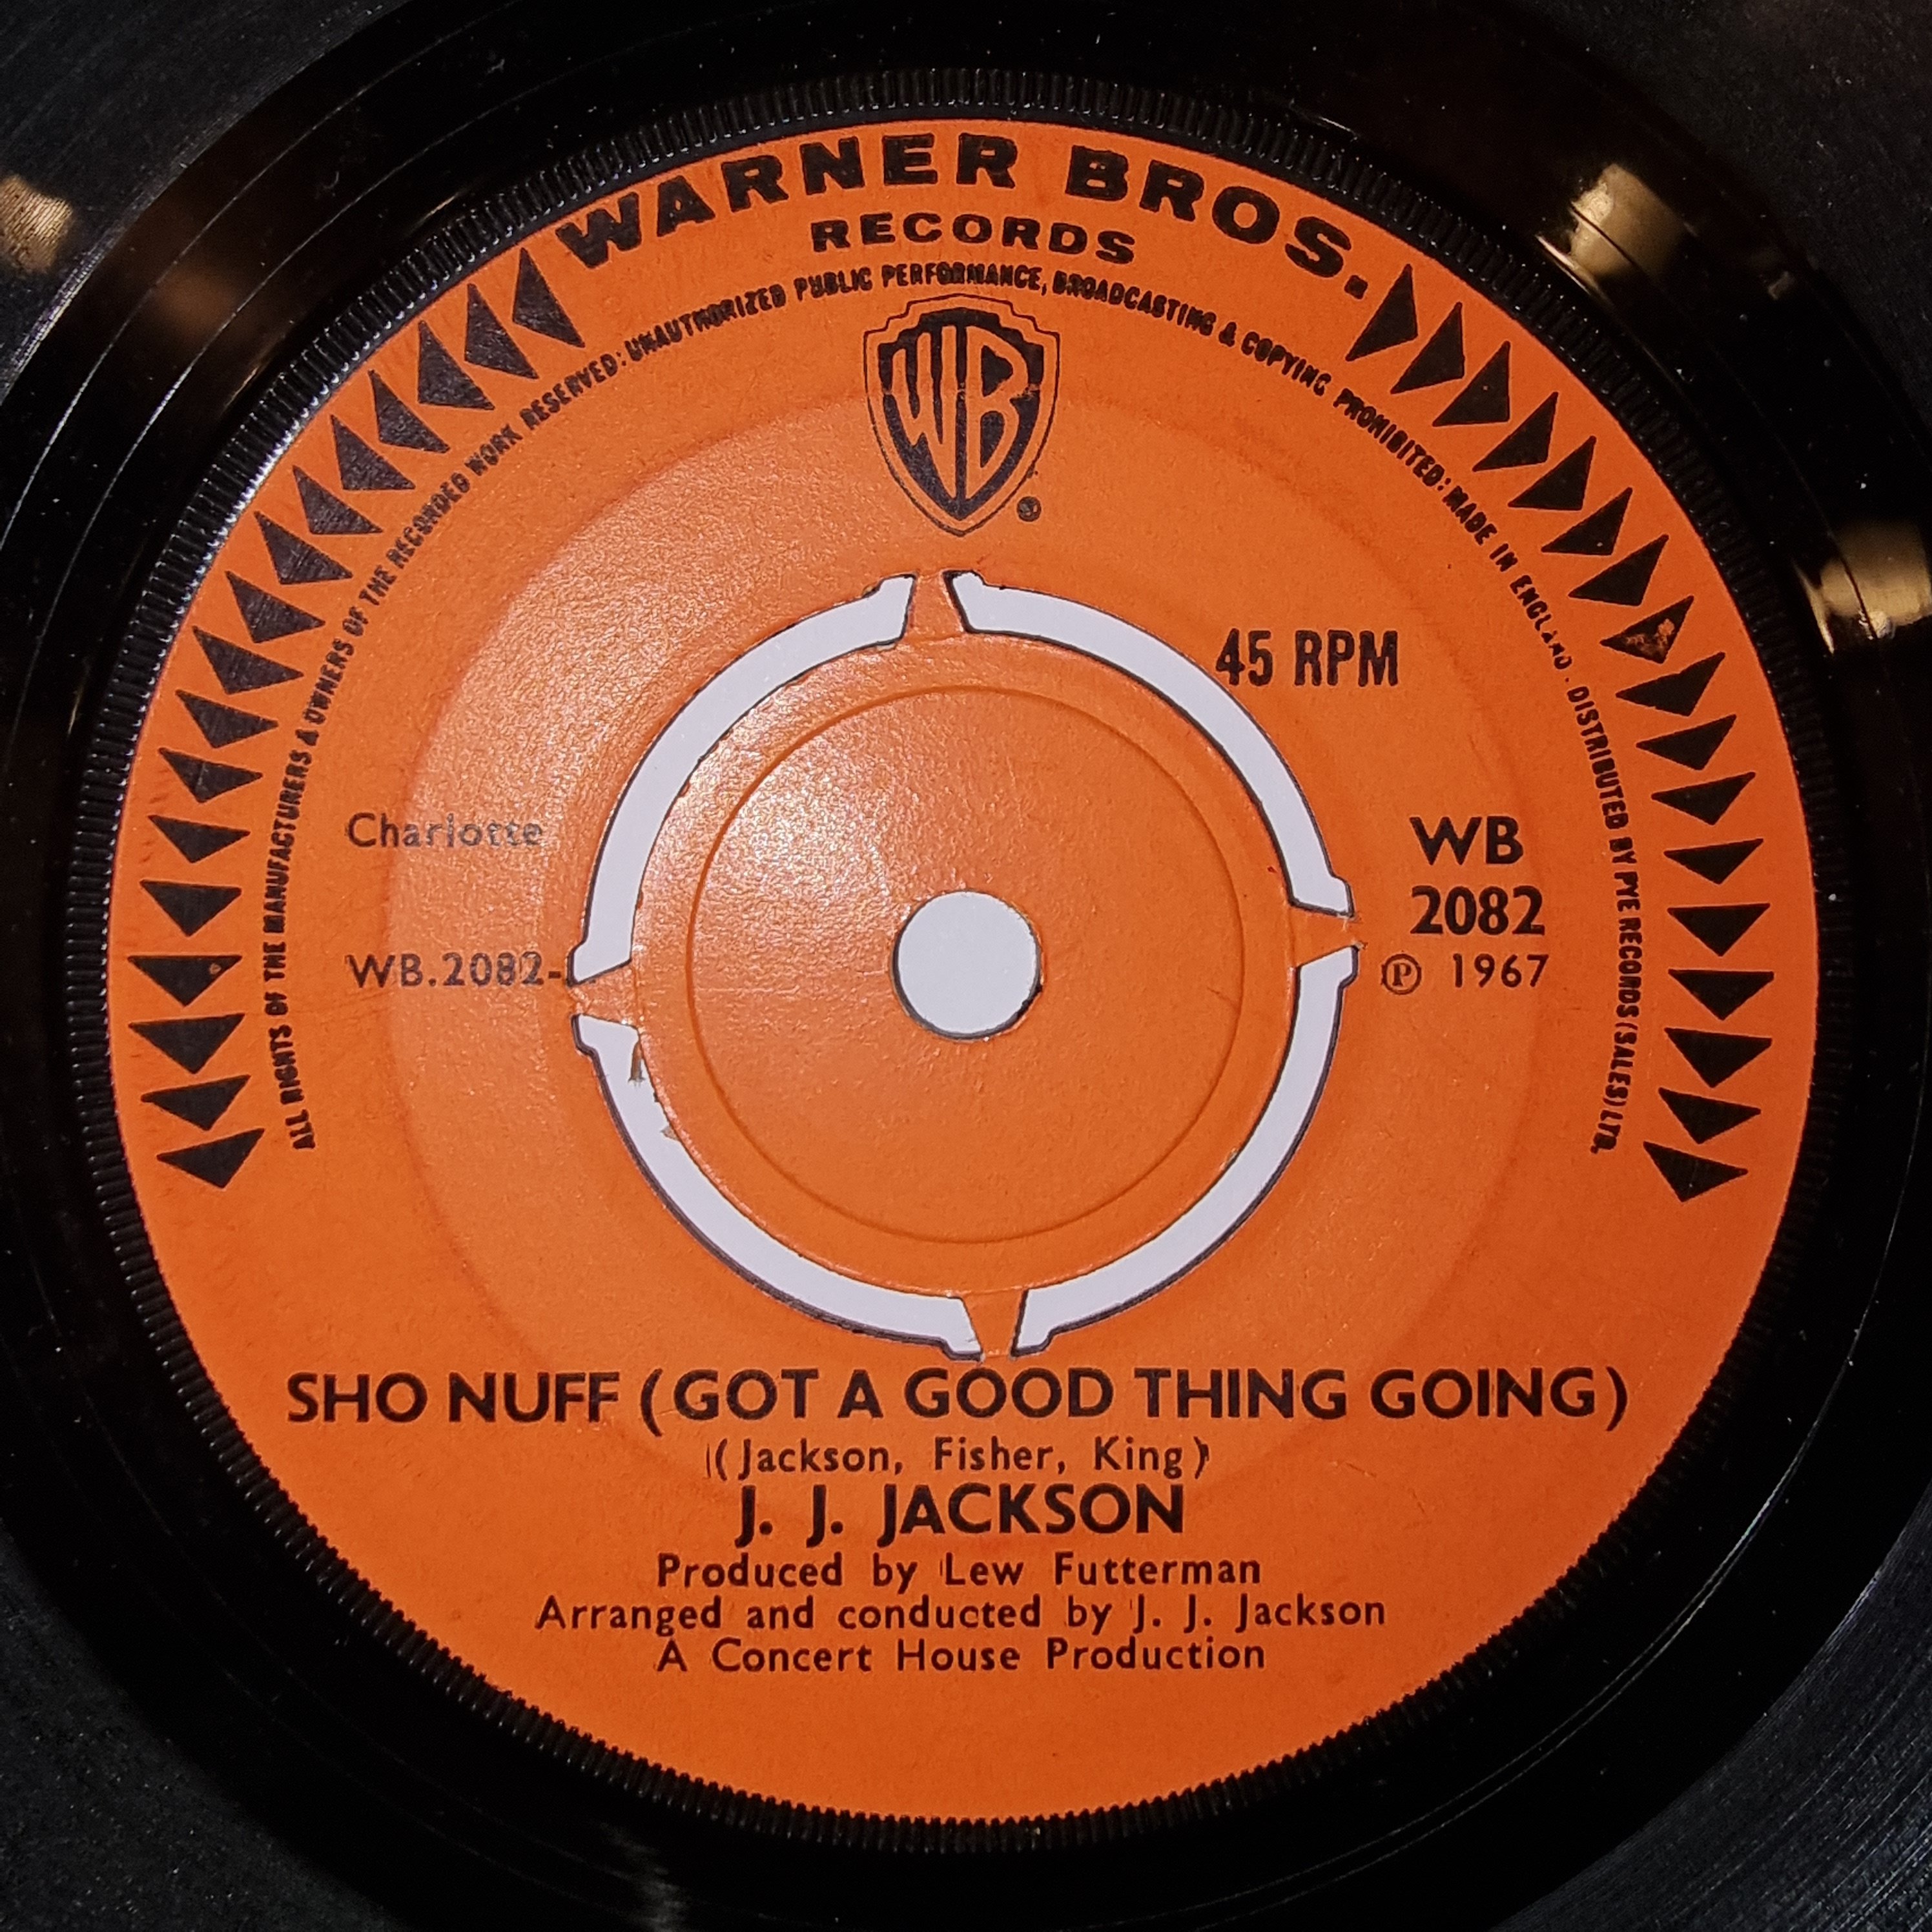 WARNER BROS.
RECORDS
ALL RIGHTS OF THE MANUFACTURERS & OWNERS OF THE RECORDED WORK RESERVED: UNAUTHORIZED PUBLIC PERFORMANCE, BROADCASTING & COPYING PROHIBITED: MADE IN ENGLAND · DISTRIBUTED BY PYE RECORDS (SALES) LTD.
WB
45 RPM
Charlotte
WB
2082
WB.2082-
℗ 1967
SHO NUFF (GOT A GOOD THING GOING)
(Jackson, Fisher, King)
J. J. JACKSON
Produced by Lew Futterman
Arranged and conducted by J. J. Jackson
A Concert House Production